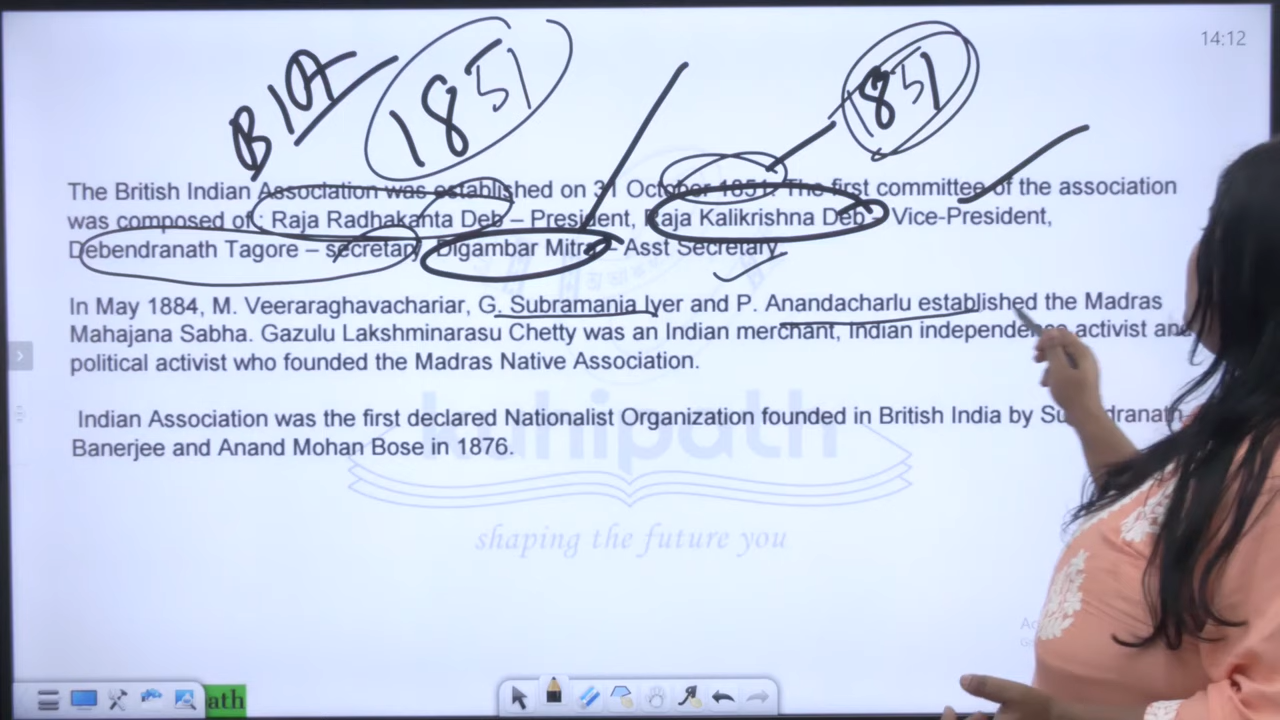 14:12
BIA
1851
1851
The British Indian Association was established on 31 October 1851. The first committee of the association
was composed of : Raja Radhakanta Deb – President, Raja Kalikrishna Deb – Vice-President,
Debendranath Tagore – secretary Digambar Mitra – Asst Secretary
In May 1884, M. Veeraraghavachariar, G. Subramania Iyer and P. Anandacharlu established the Madras
Mahajana Sabha. Gazulu Lakshminarasu Chetty was an Indian merchant, Indian independence activist and
political activist who founded the Madras Native Association.
Indian Association was the first declared Nationalist Organization founded in British India by
Banerjee and Anand Mohan Bose in 1876.
shaping the future you
ath